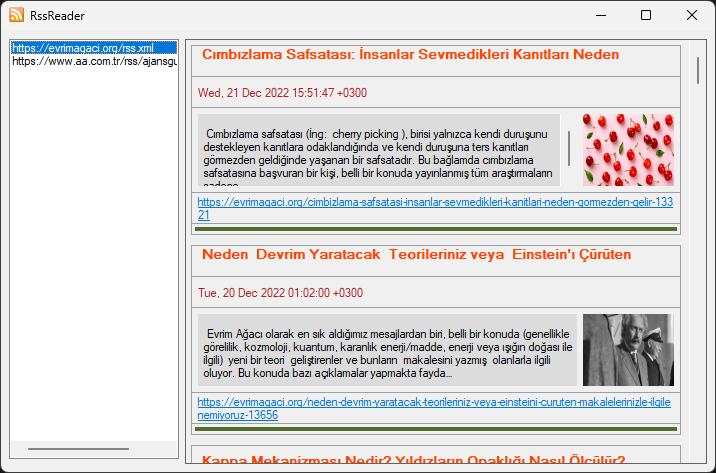 RssReader
https://evrimagaci.org/rss.xml
https://www.aa.com.tr/rss/ajansgu
Cımbızlama Safsatası: İnsanlar Sevmedikleri Kanıtları Neden
Wed, 21 Dec 2022 15:51:47 +0300
Cımbızlama safsatası (İng: cherry picking ), birisi yalnızca kendi duruşunu
destekleyen kanıtlara odaklandığında ve kendi duruşuna ters kanıtları
görmezden geldiğinde yaşanan bir safsatadır. Bu bağlamda cımbızlama
safsatasına başvuran bir kişi, belli bir konuda yayınlanmış tüm araştırmaların
sadece
https://evrimagaci.org/cimbizlama-safsatasi-insanlar-sevmedikleri-kanitlari-neden-gormezden-gelir-133
21
Neden Devrim Yaratacak Teorileriniz veya Einstein'ı Çürüten
Tue, 20 Dec 2022 01:02:00 +0300
Evrim Ağacı olarak en sık aldığımız mesajlardan biri, belli bir konuda (genellikle
görelilik, kozmoloji, kuantum, karanlık enerji/madde, enerji veya ışığın doğası ile
ilgili) yeni bir teori geliştirenler ve bunların makalesini yazmış olanlarla ilgili
oluyor. Bu konuda bazı açıklamalar yapmakta fayda...
https://evrimagaci.org/neden-devrim-yaratacak-teorileriniz-veya-einsteini-curuten-makalelerinizle-ilgile
nemiyoruz-13656
Kappa Mekanizması Nedir? Yıldızların Opaklığı Nasıl Ölçülür?